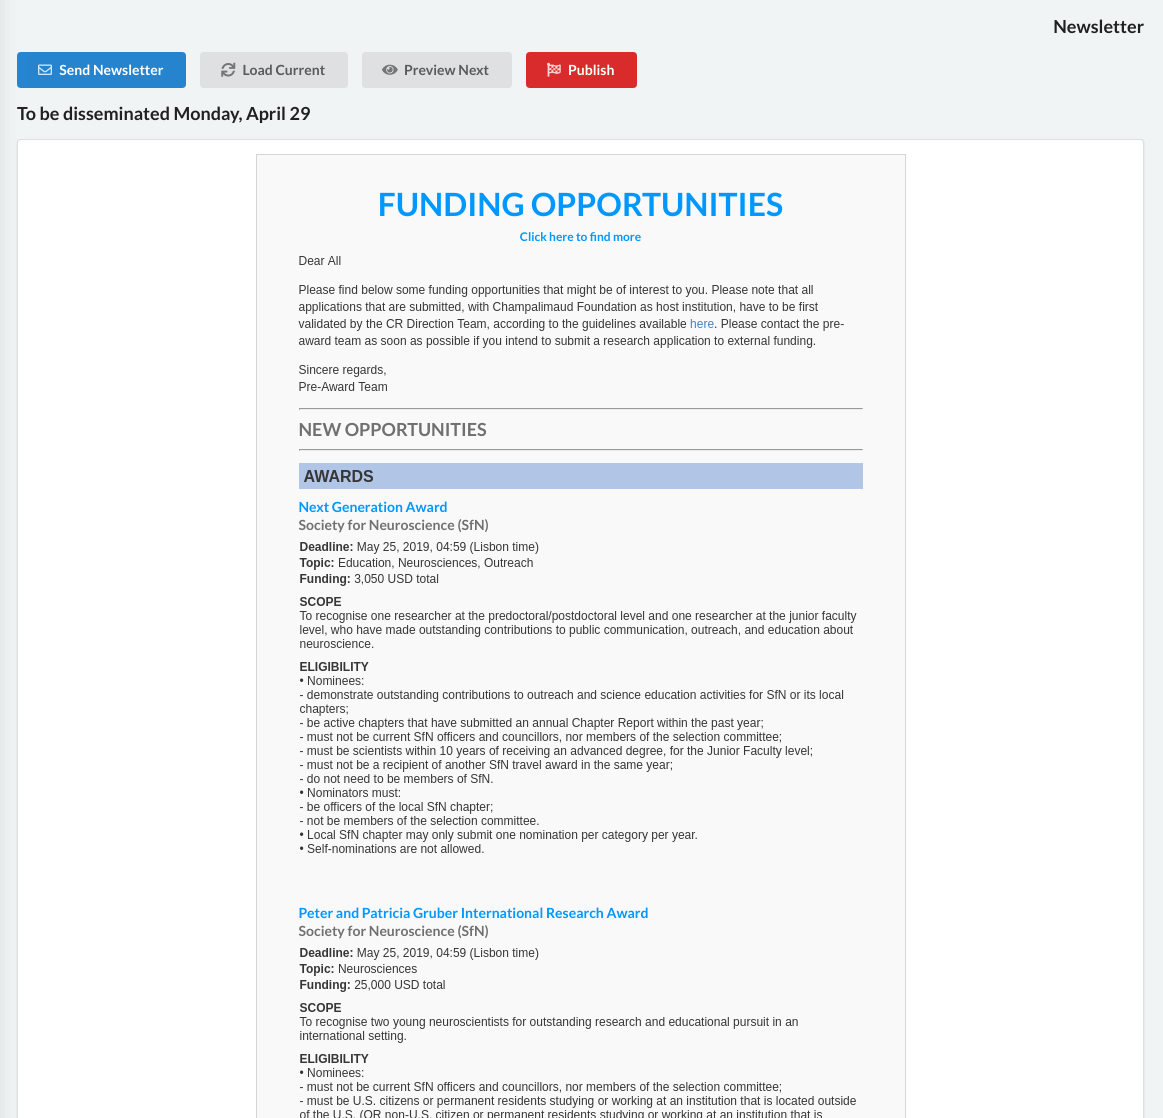 Newsletter
Send Newsletter
Load Current
Preview Next
Publish
To be disseminated Monday, April 29
FUNDING OPPORTUNITIES
Click here to find more
Dear All
Please find below some funding opportunities that might be of interest to you. Please note that all
applications that are submitted, with Champalimaud Foundation as host institution, have to be first
validated by the CR Direction Team, according to the guidelines available here. Please contact the pre-
award team as soon as possible if you intend to submit a research application to external funding.
Sincere regards,
Pre-Award Team
NEW OPPORTUNITIES
AWARDS
Next Generation Award
Society for Neuroscience (SfN)
Deadline: May 25, 2019, 04:59 (Lisbon time)
Topic: Education, Neurosciences, Outreach
Funding: 3,050 USD total
SCOPE
To recognise one researcher at the predoctoral/postdoctoral level and one researcher at the junior faculty
level, who have made outstanding contributions to public communication, outreach, and education about
neuroscience.
ELIGIBILITY
• Nominees:
- demonstrate outstanding contributions to outreach and science education activities for SfN or its local
chapters;
- be active chapters that have submitted an annual Chapter Report within the past year;
- must not be current SfN officers and councillors, nor members of the selection committee;
- must be scientists within 10 years of receiving an advanced degree, for the Junior Faculty level;
- must not be a recipient of another SfN travel award in the same year;
- do not need to be members of SfN.
• Nominators must:
- be officers of the local SfN chapter;
- not be members of the selection committee.
• Local SfN chapter may only submit one nomination per category per year.
• Self-nominations are not allowed.
Peter and Patricia Gruber International Research Award
Society for Neuroscience (SfN)
Deadline: May 25, 2019, 04:59 (Lisbon time)
Topic: Neurosciences
Funding: 25,000 USD total
SCOPE
To recognise two young neuroscientists for outstanding research and educational pursuit in an
international setting.
ELIGIBILITY
• Nominees:
- must not be current SfN officers and councillors, nor members of the selection committee;
- must be U.S. citizens or permanent residents studying or working at an institution that is located outside
of the U.S. (OR non-U.S. citizen or permanent residents studying or working at an institution that is